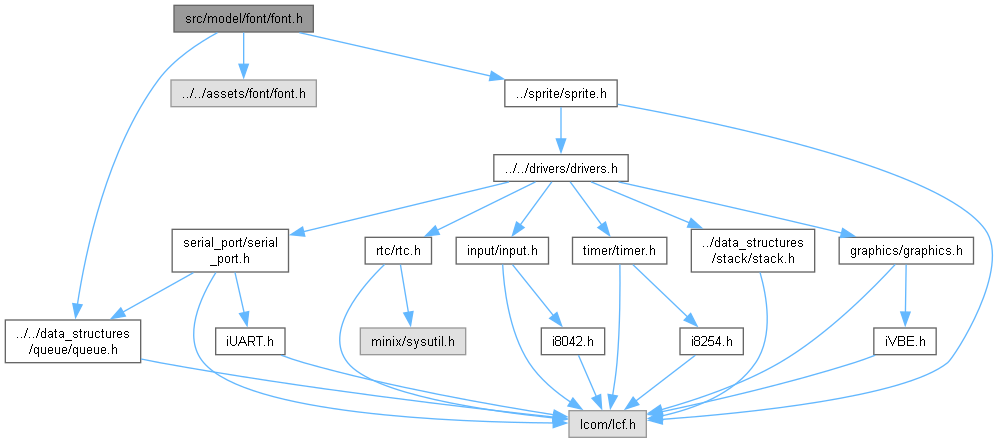 src/model/font/font.h
../../assets/font/font.h
../sprite/sprite.h
../../drivers/drivers.h
serial_port/serial
_port.h
rtc/rtc.h
input/input.h
timer/timer.h
../data_structures
/stack/stack.h
graphics/graphics.h
../../data_structures
/queue/queue.h
iUART.h
minix/sysutil.h
i8042.h
i8254.h
iVBE.h
lcom/lcf.h